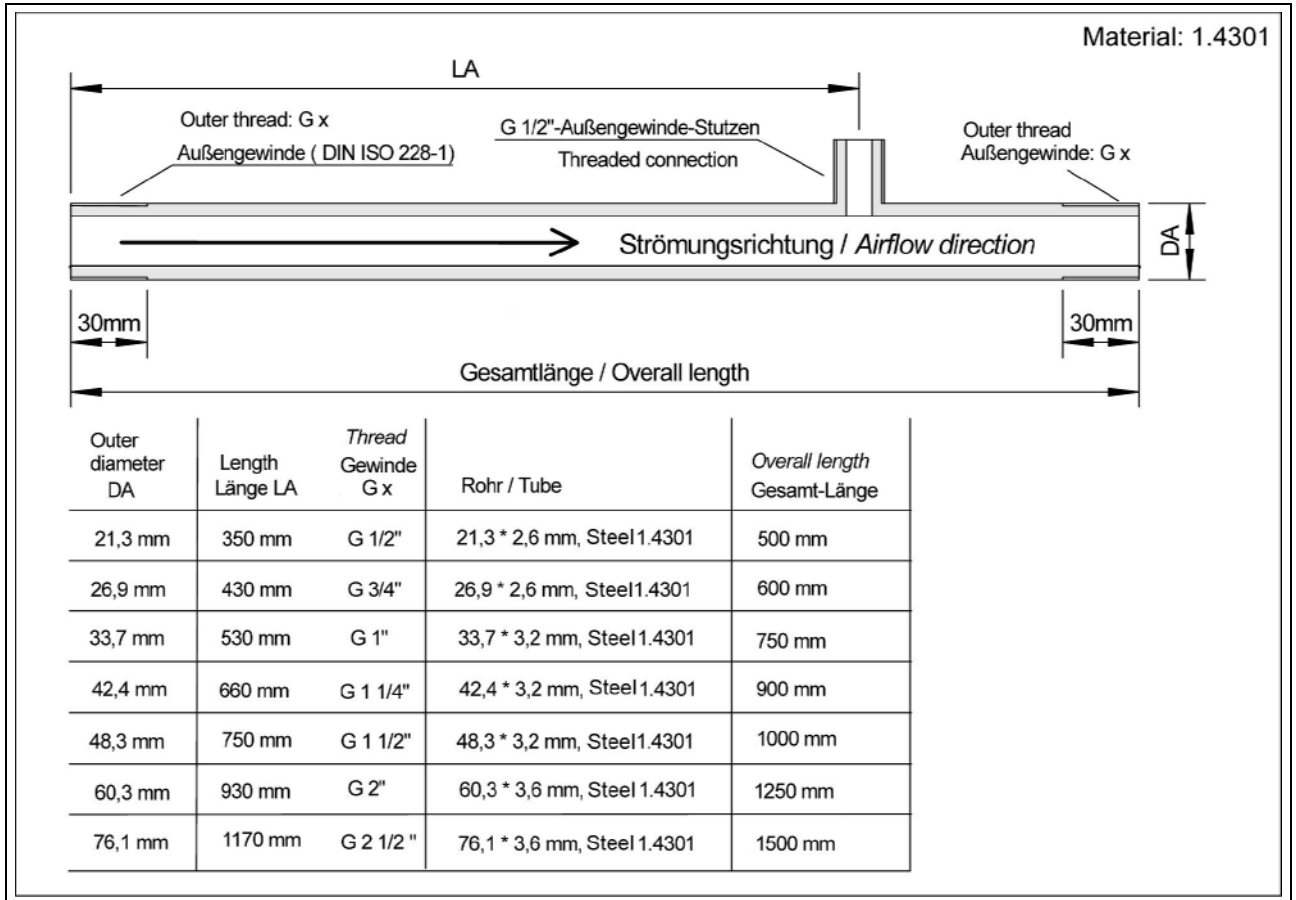 Material: 1.4301
LA
Outer thread: G x
Außengewinde ( DIN ISO 228-1)
G 1/2"-Außengewinde-Stutzen
Threaded connection
Outer thread
Außengewinde: G x
Strömungsrichtung / Airflow direction
DA
30mm
30mm
Gesamtlänge / Overall length
Outer diameter DA | Length Länge LA | Thread Gewinde G x | Rohr / Tube | Overall length Gesamt-Länge
21,3 mm 350 mm G 1/2" 21,3 * 2,6 mm, Steel 1.4301 500 mm
26,9 mm 430 mm G 3/4" 26,9 * 2,6 mm, Steel1.4301 600 mm
33,7 mm 530 mm G 1" 33,7 * 3,2 mm, Steel 1.4301 750 mm
42,4 mm 660 mm G 1 1/4" 42,4 * 3,2 mm, Steel 1.4301 900 mm
48,3 mm 750 mm G 1 1/2" 48,3 * 3,2 mm, Steel1.4301 1000 mm
60,3 mm 930 mm G 2" 60,3 * 3,6 mm, Steel 1.4301 1250 mm
76,1 mm 1170 mm G 2 1/2 " 76,1 * 3,6 mm, Steel 1.4301 1500 mm